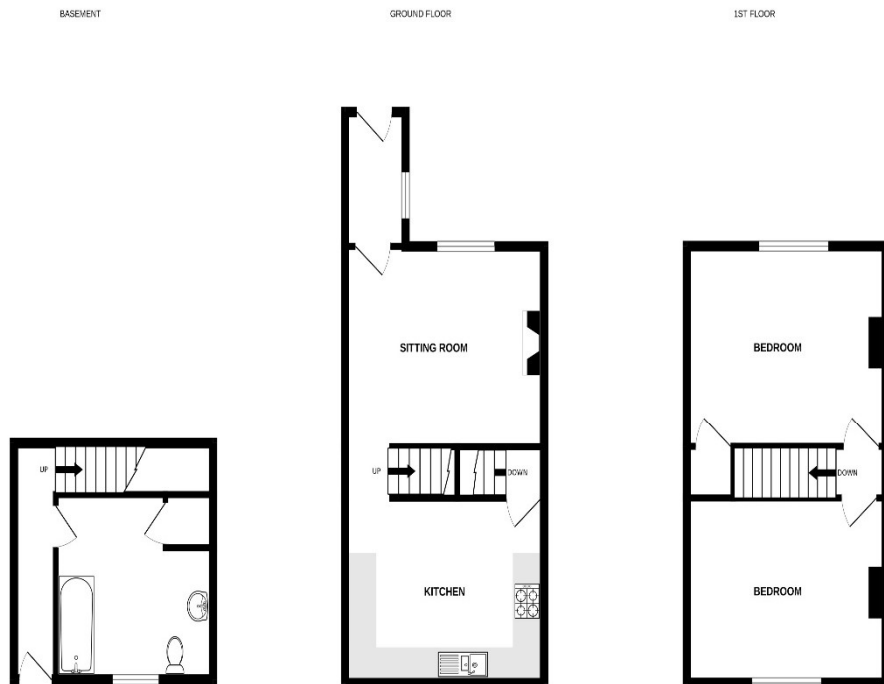 BASEMENT
GROUND FLOOR
1ST FLOOR
SITTING ROOM
BEDROOM
UP
UP
DOWN
DOWN
KITCHEN
BEDROOM